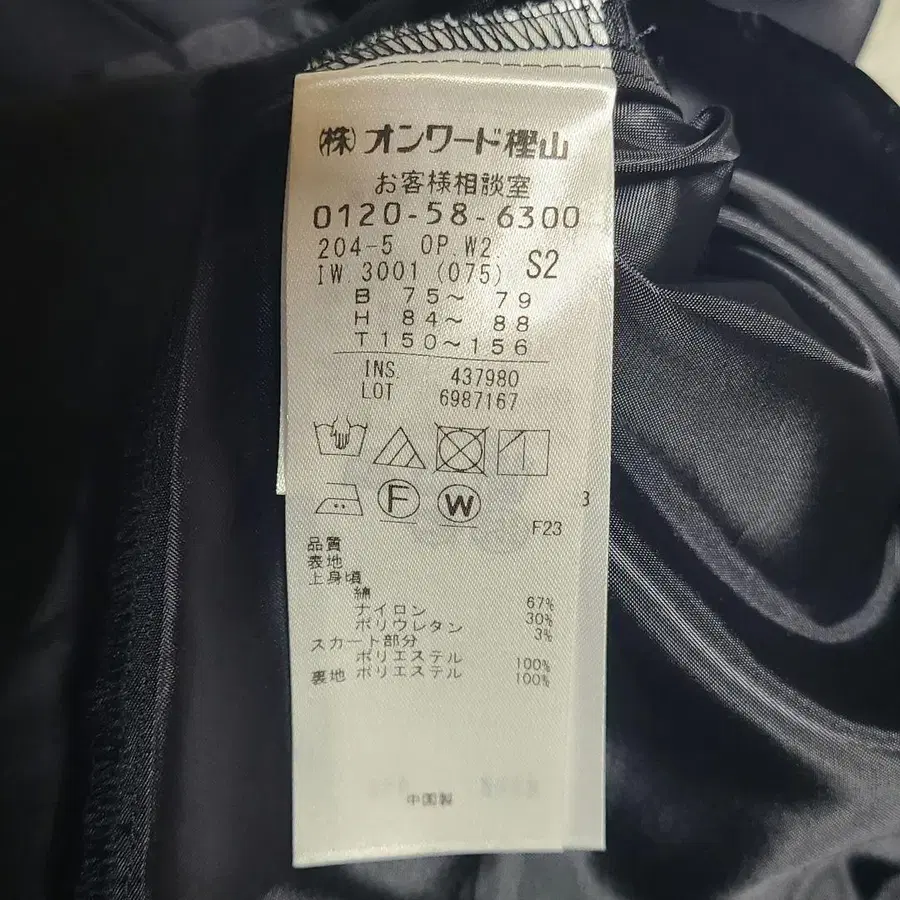 (株)オンワード樫山
お客様相談室
0120-58-6300
204-5 OP.W2.
IW 3001 (075) S2
B 75～ 79
H 84～ 88
T150～156
INS 437980
LOT 6987167
F
W
3
F23
品質
表地
上身頃
綿 67%
ナイロン 30%
ポリウレタン 3%
スカート部分
ポリエステル 100%
裏地 ポリエステル 100%
中国製